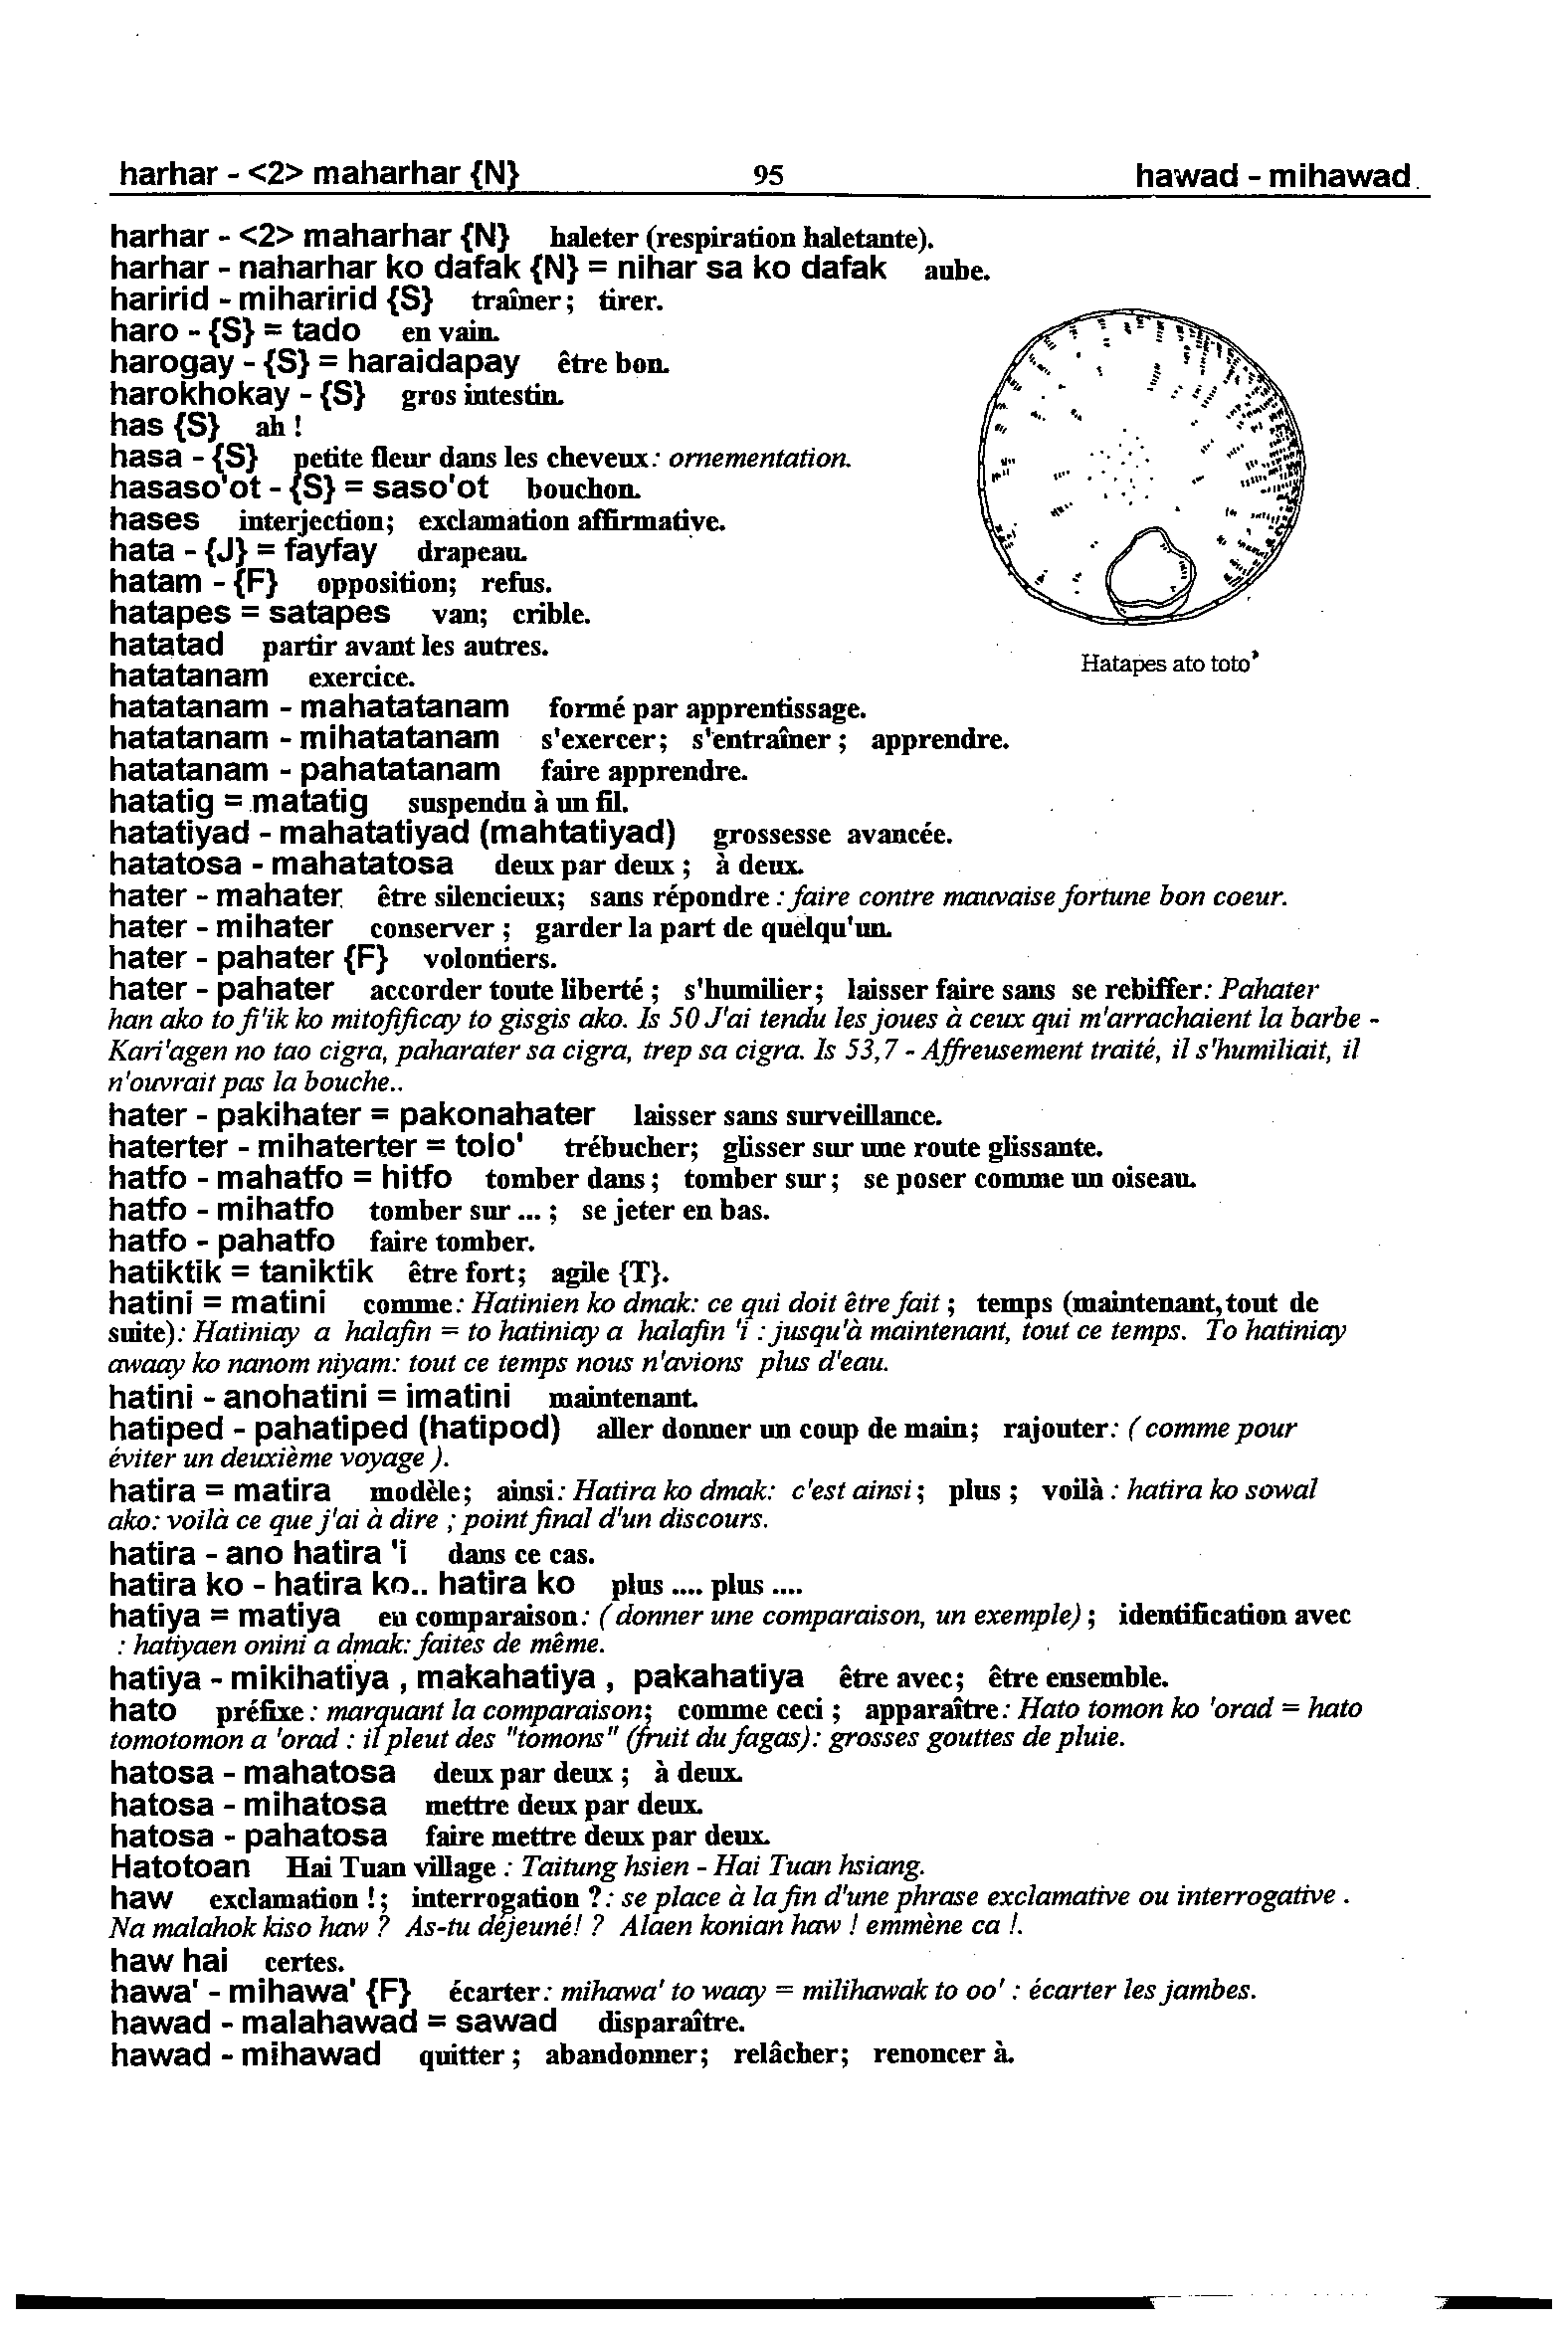 harhar - <2> maharhar {N} 95 hawad - mihawad
harhar - <2> maharhar {N} haleter (respiration haletante).
harhar - naharhar ko dafak {N} = nihar sa ko dafak aube.
haririd - miharirid {S} traîner ; tirer.
haro - {S} = tado en vain.
harogay - {S} = haraidapay être bon.
harokhokay - {S} gros intestin.
has {S} ah !
hasa - {S} petite fleur dans les cheveux : ornementation.
hasaso'ot - {S} = saso'ot bouchon.
hases interjection; exclamation affirmative.
hata - {J} = fayfay drapeau.
hatam - {F} opposition; refus.
hatapes = satapes van; crible.
hatatad partir avant les autres.
Hatapes ato toto'
hatatanam exercice.
hatatanam - mahatatanam formé par apprentissage.
hatatanam - mihatatanam s'exercer; s'entraîner ; apprendre.
hatatanam - pahatatanam faire apprendre.
hatatig = matatig suspendu à un fil.
hatatiyad - mahatatiyad (mahtatiyad) grossesse avancée.
hatatosa - mahatatosa deux par deux ; à deux.
hater - mahater être silencieux; sans répondre : faire contre mauvaise fortune bon coeur.
hater - mihater conserver ; garder la part de quelqu'un.
hater - pahater {F} volontiers.
hater - pahater accorder toute liberté ; s'humilier; laisser faire sans se rebiffer: Pahater
han ako to fi'ik ko mitofificay to gisgis ako. Is 50 J'ai tendu les joues à ceux qui m'arrachaient la barbe -
Kari'agen no tao cigra, paharater sa cigra, trep sa cigra. Is 53,7 - Affreusement traité, il s'humiliait, il
n'ouvrait pas la bouche..
hater - pakihater = pakonahater laisser sans surveillance.
haterter - mihaterter = tolo' trébucher; glisser sur une route glissante.
hatfo - mahatfo = hitfo tomber dans ; tomber sur ; se poser comme un oiseau.
hatfo - mihatfo tomber sur ... ; se jeter en bas.
hatfo - pahatfo faire tomber.
hatiktik = taniktik être fort; agile {T}.
hatini = matini comme: Hatinien ko dmak: ce qui doit être fait ; temps (maintenant,tout de
suite): Hatiniay a halafin = to hatiniay a halafin 'i : jusqu'à maintenant, tout ce temps. To hatiniay
awaay ko nanom niyam: tout ce temps nous n'avions plus d'eau.
hatini - anohatini = imatini maintenant.
hatiped - pahatiped (hatipod) aller donner un coup de main; rajouter: ( comme pour
éviter un deuxième voyage ).
hatira = matira modèle; ainsi: Hatira ko dmak: c'est ainsi ; plus ; voilà : hatira ko sowal
ako: voilà ce que j'ai à dire ; point final d'un discours.
hatira - ano hatira 'i dans ce cas.
hatira ko - hatira ko.. hatira ko plus .... plus ....
hatiya = matiya en comparaison: ( donner une comparaison, un exemple) ; identification avec
: hatiyaen onini a dmak: faites de même.
hatiya - mikihatiya , makahatiya , pakahatiya être avec; être ensemble.
hato préfixe : marquant la comparaison; comme ceci ; apparaître: Hato tomon ko 'orad = hato
tomotomon a 'orad : il pleut des "tomons" (fruit du fagas): grosses gouttes de pluie.
hatosa - mahatosa deux par deux ; à deux.
hatosa - mihatosa mettre deux par deux.
hatosa - pahatosa faire mettre deux par deux.
Hatotoan Hai Tuan village : Taitung hsien - Hai Tuan hsiang.
haw exclamation !; interrogation ? : se place à la fin d'une phrase exclamative ou interrogative .
Na malahok kiso haw ? As-tu déjeuné! ? Alaen konian haw ! emmène ca !.
haw hai certes.
hawa' - mihawa' {F} écarter: mihawa' to waay = milihawak to oo' : écarter les jambes.
hawad - malahawad = sawad disparaître.
hawad - mihawad quitter ; abandonner; relâcher; renoncer à.